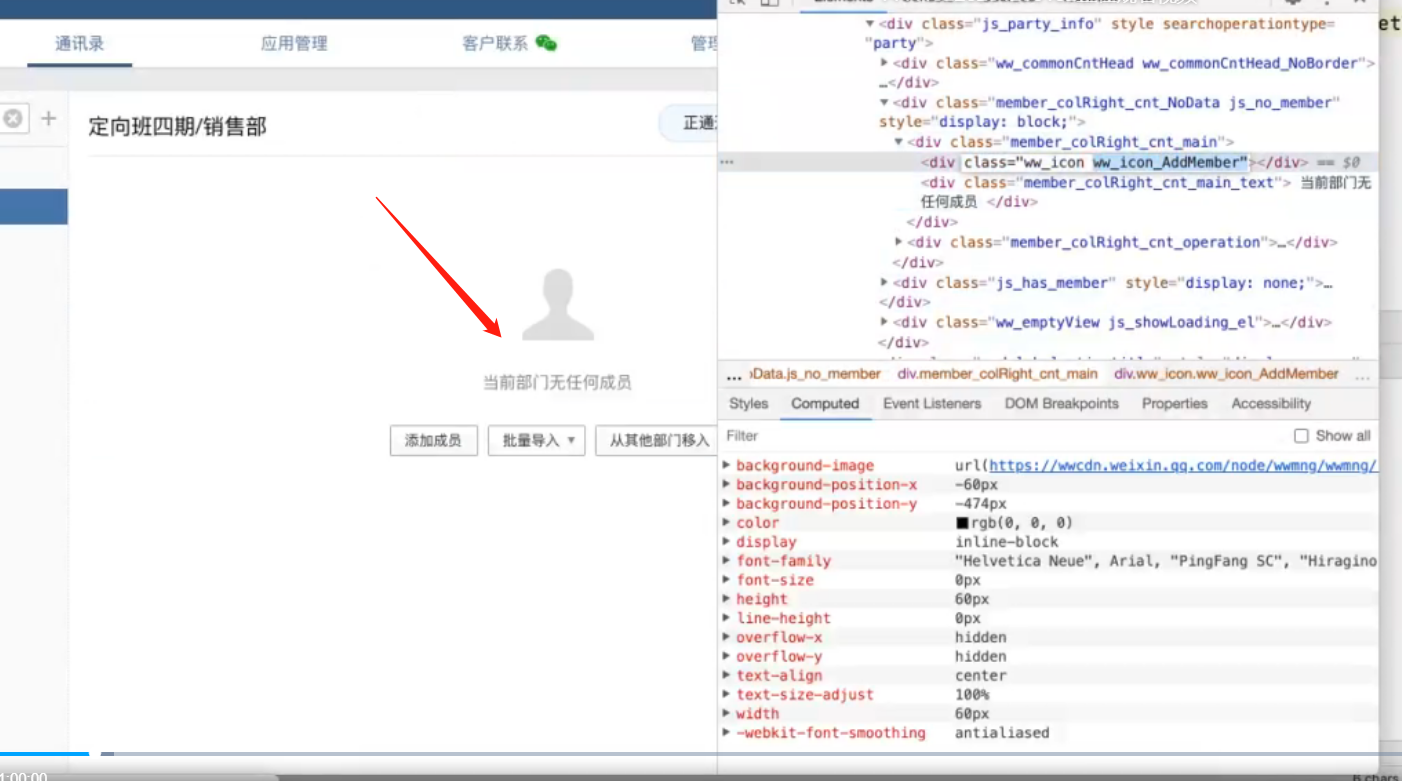 通讯录
应用管理
客户联系
定向班四期/销售部
当前部门无任何成员
添加成员
批量导入
从其他部门移入
1:00:00
<div class="js_party_info" style searchoperationtype=
"party">
<div class="ww_commonCntHead ww_commonCntHead_NoBorder">
…</div>
<div class="member_colRight_cnt_NoData js_no_member"
style="display: block;">
<div class="member_colRight_cnt_main">
<div class="ww_icon ww_icon_AddMember"></div> == $0
<div class="member_colRight_cnt_main_text"> 当前部门无
任何成员 </div>
</div>
<div class="member_colRight_cnt_operation">…</div>
</div>
<div class="js_has_member" style="display: none;">…
</div>
<div class="ww_emptyView js_showLoading_el">…</div>
</div>
... Data.js_no_member div.member_colRight_cnt_main div.ww_icon.ww_icon_AddMember ...
Styles Computed Event Listeners DOM Breakpoints Properties Accessibility
Filter Show all
background-image url(https://wwcdn.weixin.qq.com/node/wwmng/wwmng/
background-position-x -60px
background-position-y -474px
color rgb(0, 0, 0)
display inline-block
font-family "Helvetica Neue", Arial, "PingFang SC", "Hiragino
font-size 0px
height 60px
line-height 0px
overflow-x hidden
overflow-y hidden
text-align center
text-size-adjust 100%
width 60px
-webkit-font-smoothing antialiased